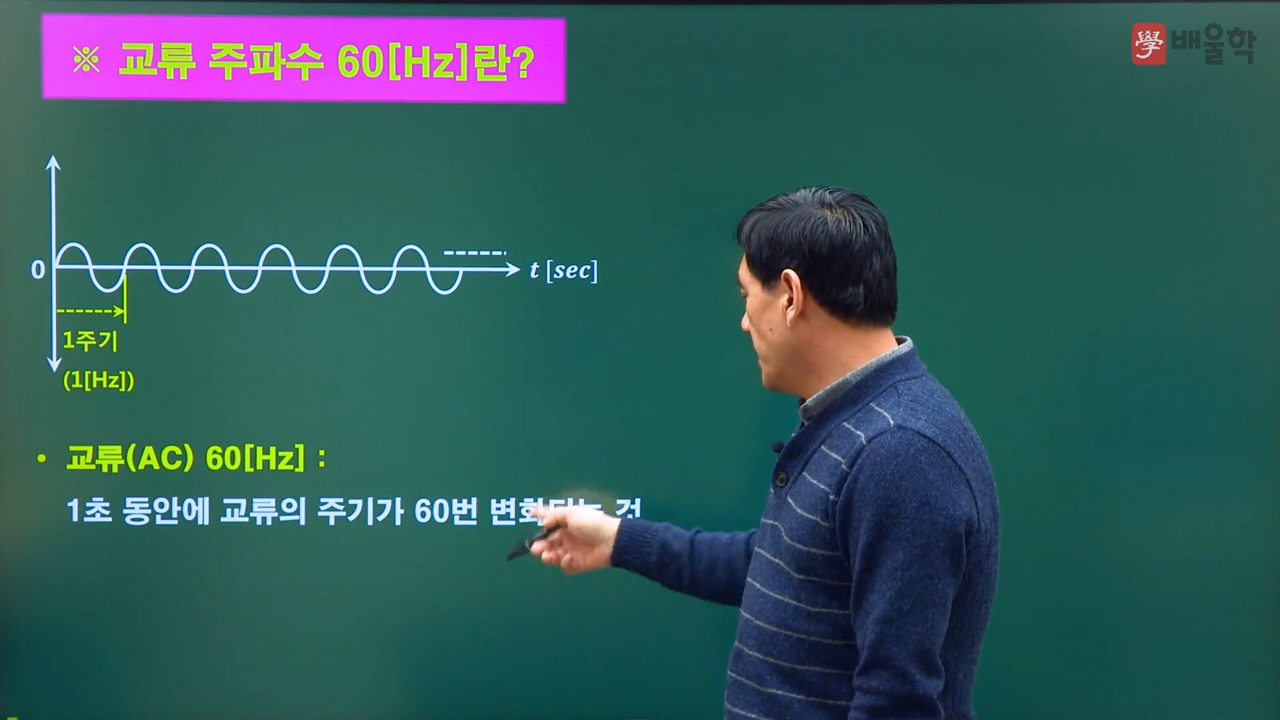 ※ 교류 주파수 60[Hz]란?
學 배울학
0
t [sec]
1주기
(1[Hz])
• 교류(AC) 60[Hz] :
1초 동안에 교류의 주기가 60번 것